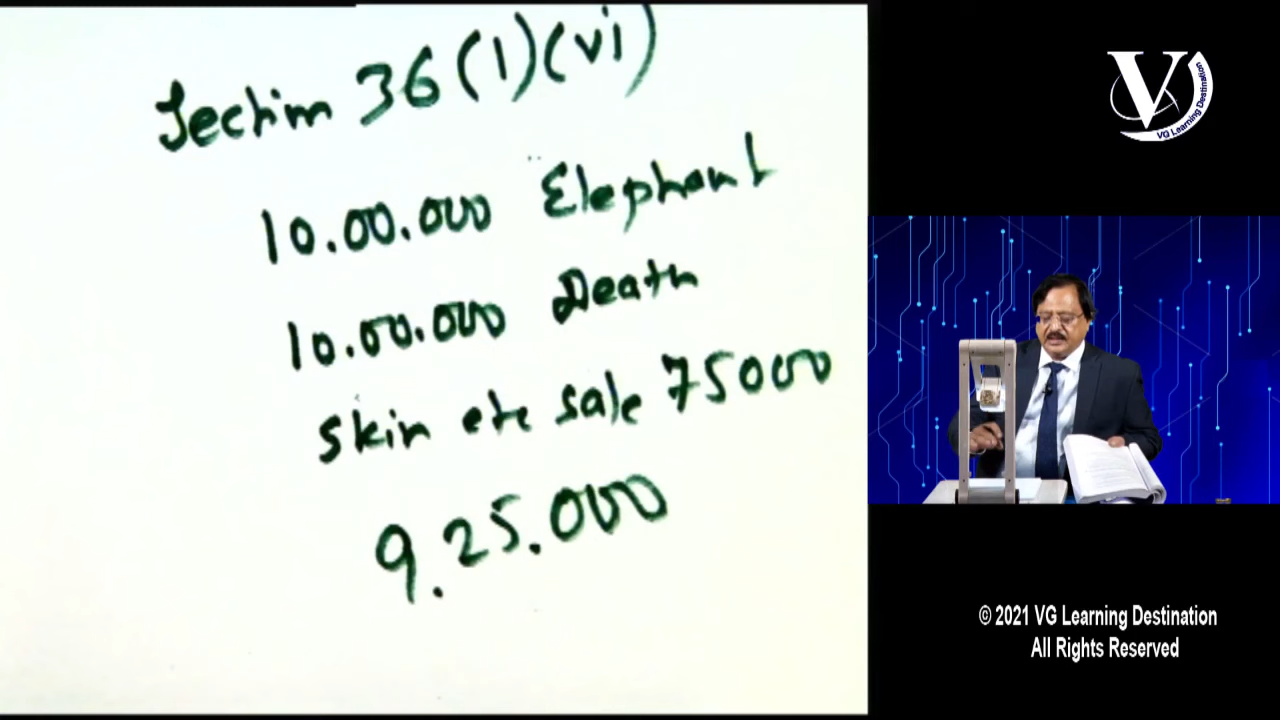 Section 36(1)(vi)
10.00.000 Elephant
10.00.000 Death
skin etc sale 75000
9.25.000
V
VG Learning Destination
© 2021 VG Learning Destination
All Rights Reserved